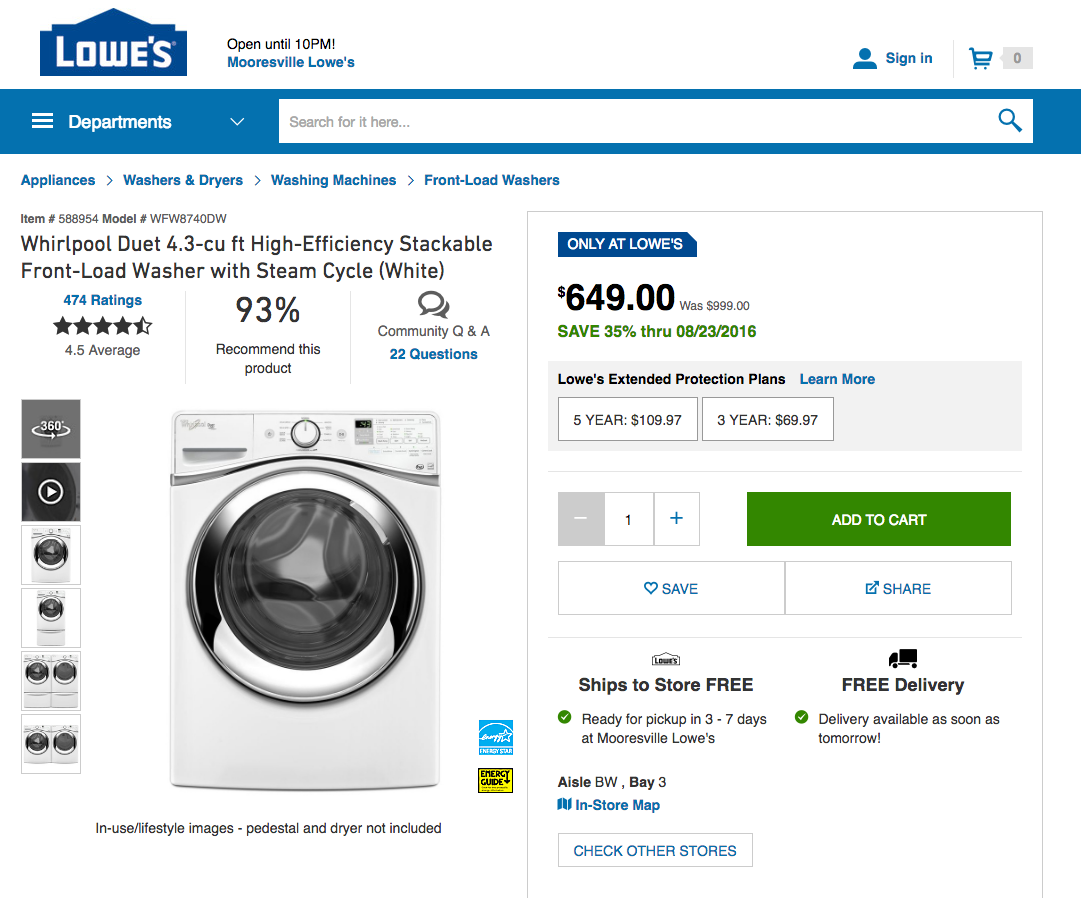 LOWE'S
Open until 10PM!
Mooresville Lowe's
Sign in
0
Departments
Search for it here...
Appliances > Washers & Dryers > Washing Machines > Front-Load Washers
Item # 588954 Model # WFW8740DW
Whirlpool Duet 4.3-cu ft High-Efficiency Stackable
Front-Load Washer with Steam Cycle (White)
474 Ratings
4.5 Average
93%
Recommend this
product
Community Q & A
22 Questions
360°
ENERGY STAR
ENERGY
GUIDE
In-use/lifestyle images - pedestal and dryer not included
ONLY AT LOWE'S
$649.00 Was $999.00
SAVE 35% thru 08/23/2016
Lowe's Extended Protection Plans Learn More
5 YEAR: $109.97
3 YEAR: $69.97
1
ADD TO CART
SAVE
SHARE
LOWE'S
Ships to Store FREE
Ready for pickup in 3 - 7 days
at Mooresville Lowe's
FREE Delivery
Delivery available as soon as
tomorrow!
Aisle BW , Bay 3
In-Store Map
CHECK OTHER STORES